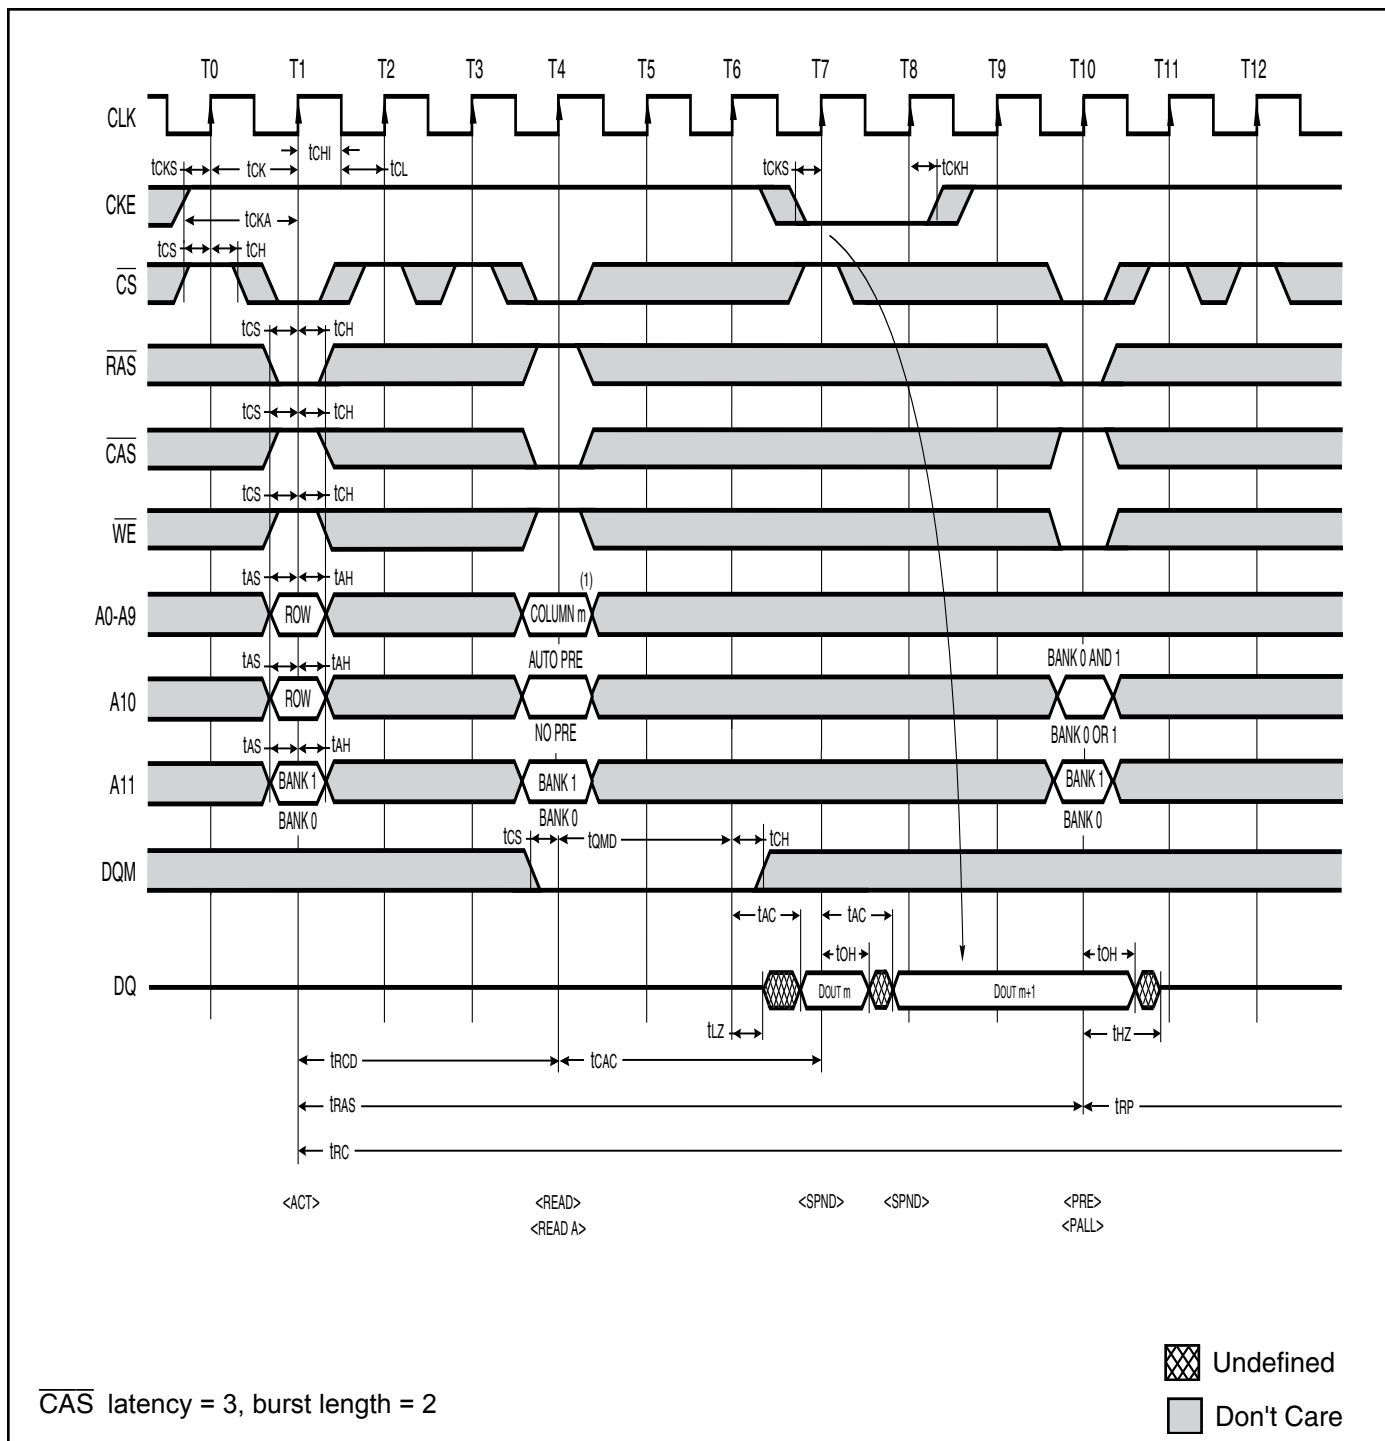 T0 T1 T2 T3 T4 T5 T6 T7 T8 T9 T10 T11 T12
CLK
tCHI
tCKS tCK tCL tCKS tCKH
CKE
tCKA
tCS tCH
CS
tCS tCH
RAS
tCS tCH
CAS
tCS tCH
WE
tAS tAH (1)
A0-A9 ROW COLUMN m
tAS tAH AUTO PRE BANK 0 AND 1
A10 ROW
NO PRE BANK 0 OR 1
tAS tAH
A11 BANK 1 BANK 1 BANK 1
BANK 0 BANK 0 BANK 0
tCS tQMD tCH
DQM
tAC tAC
tOH tOH
DQ DOUT m DOUT m+1
tLZ tHZ
tRCD tCAC
tRAS tRP
tRC
<ACT> <READ> <SPND> <SPND> <PRE>
<READ A> <PALL>
Undefined
CAS latency = 3, burst length = 2
Don't Care